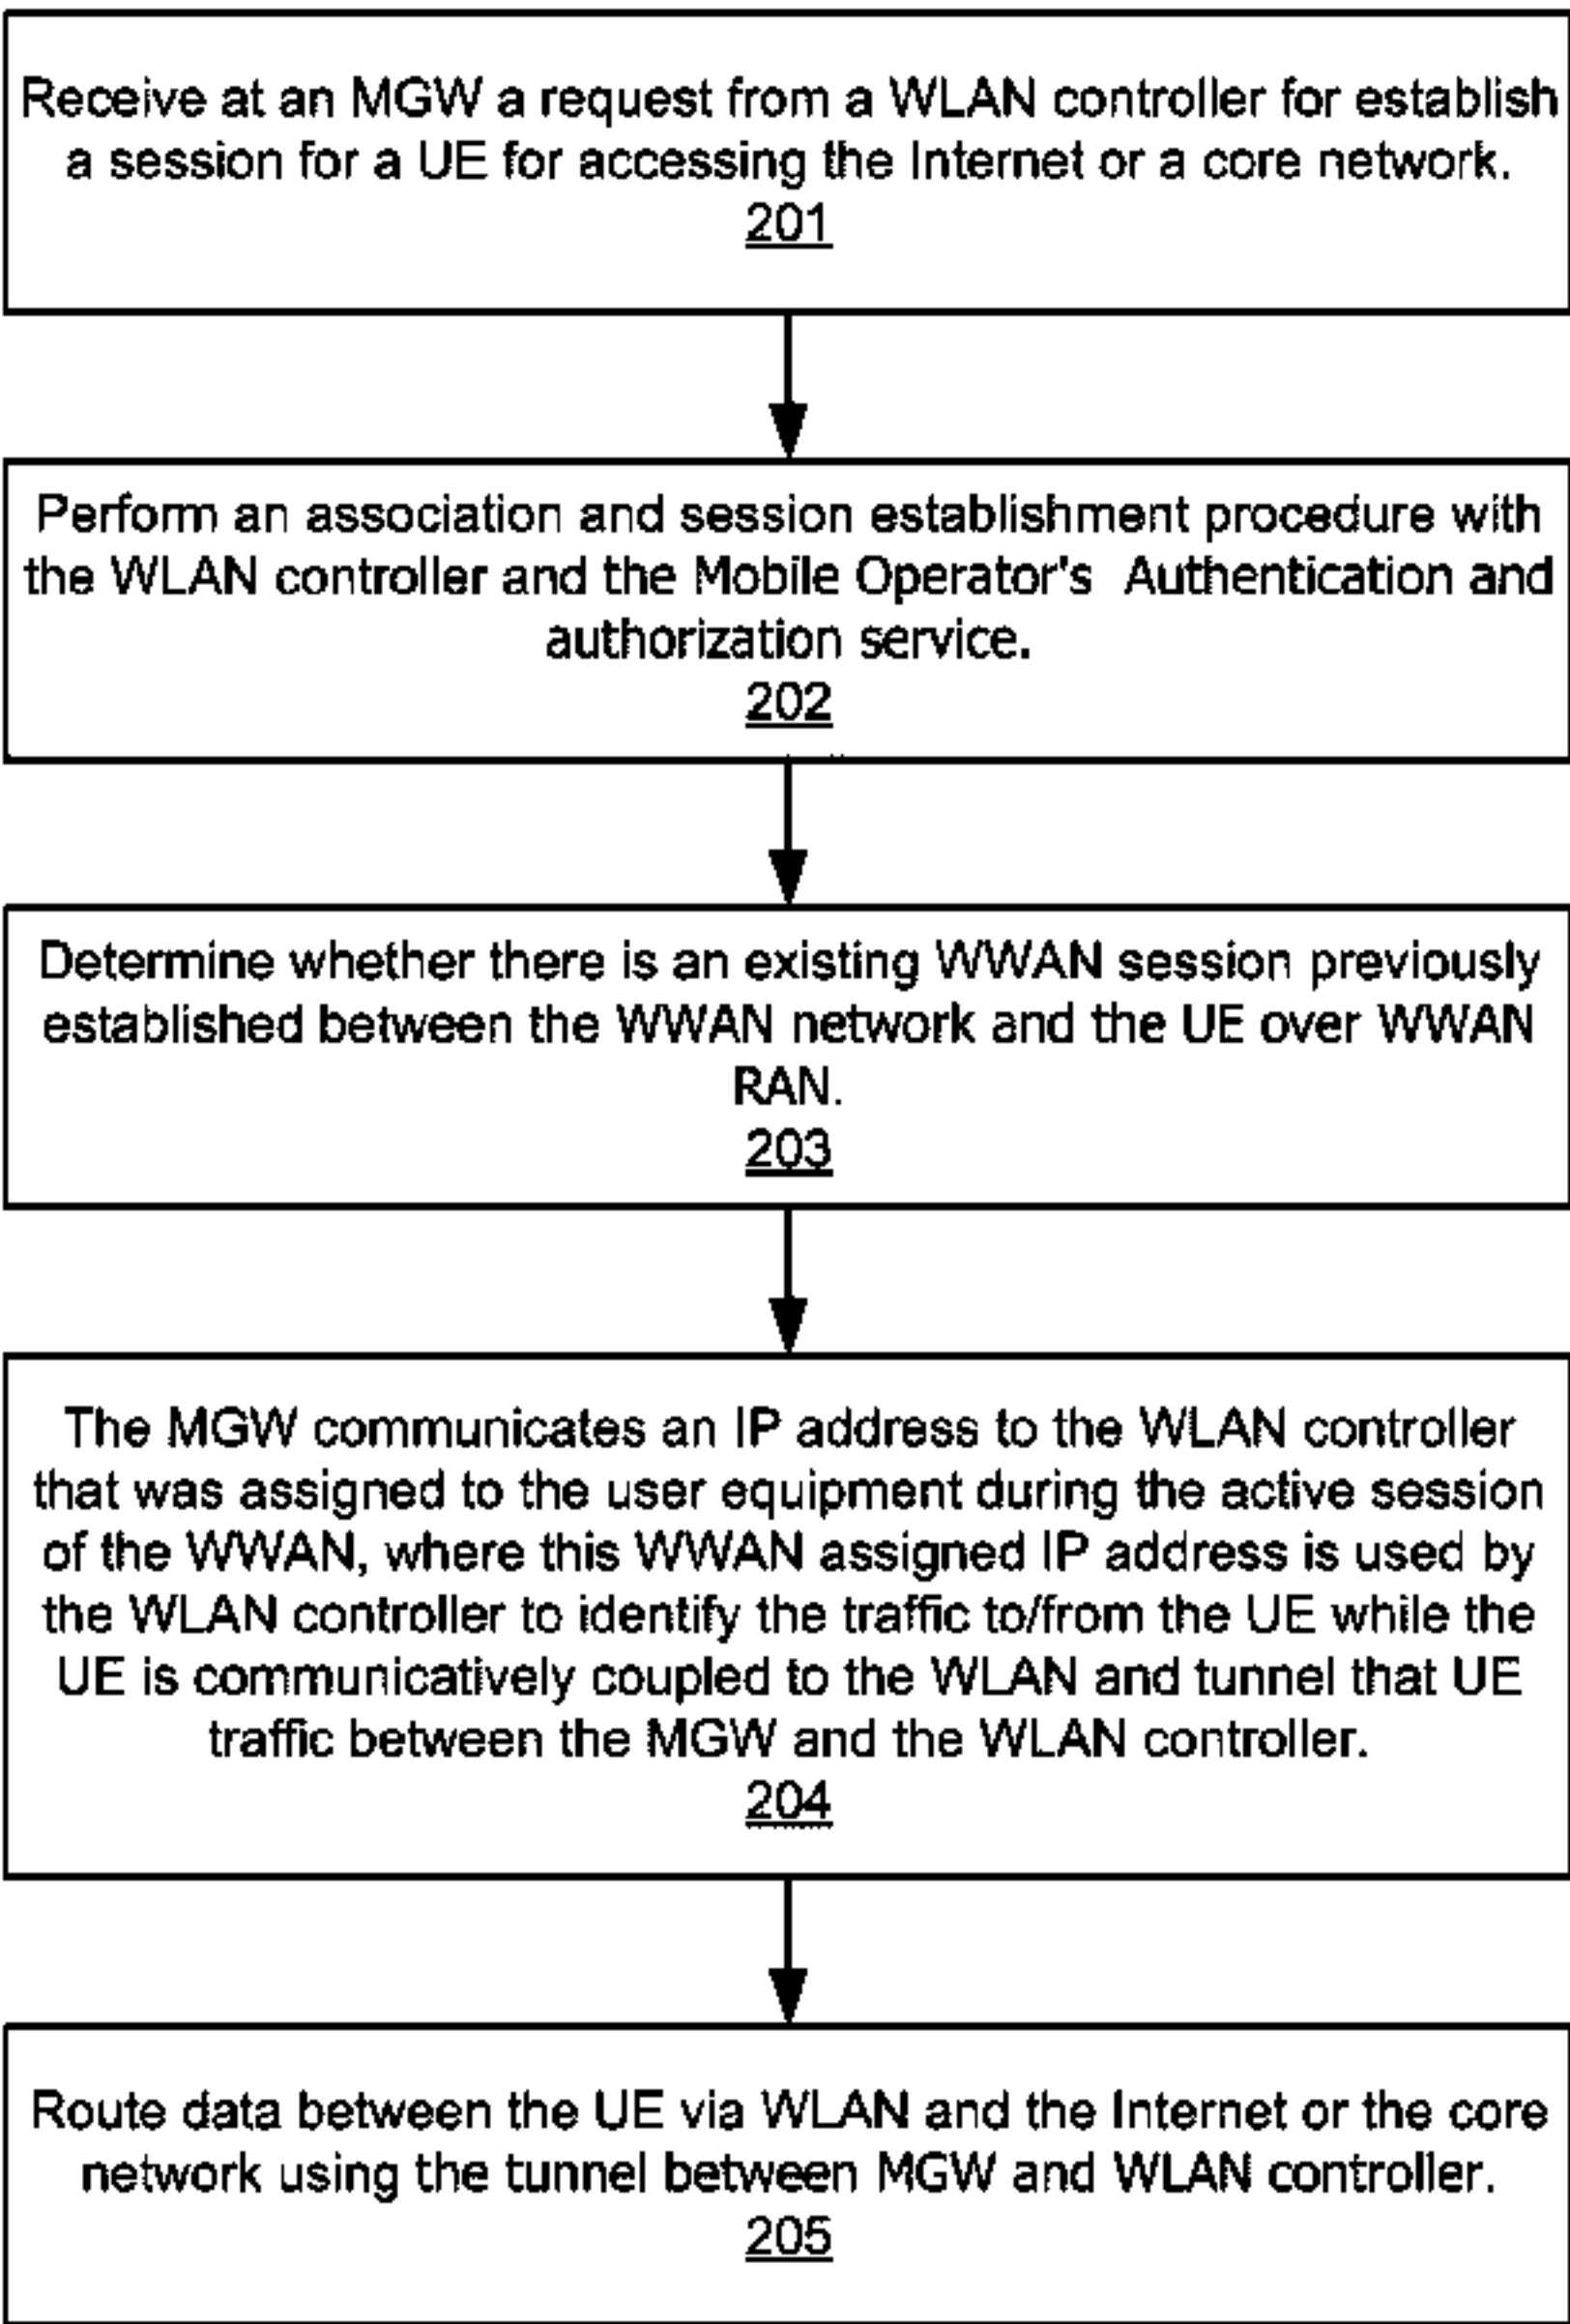 Receive at an MGW a request from a WLAN controller for establish
a session for a UE for accessing the Internet or a core network.
201
Perform an association and session establishment procedure with
the WLAN controller and the Mobile Operator's Authentication and
authorization service.
202
Determine whether there is an existing WWAN session previously
established between the WWAN network and the UE over WWAN
RAN.
203
The MGW communicates an IP address to the WLAN controller
that was assigned to the user equipment during the active session
of the WWAN, where this WWAN assigned IP address is used by
the WLAN controller to identify the traffic to/from the UE while the
UE is communicatively coupled to the WLAN and tunnel that UE
traffic between the MGW and the WLAN controller.
204
Route data between the UE via WLAN and the Internet or the core
network using the tunnel between MGW and WLAN controller.
205